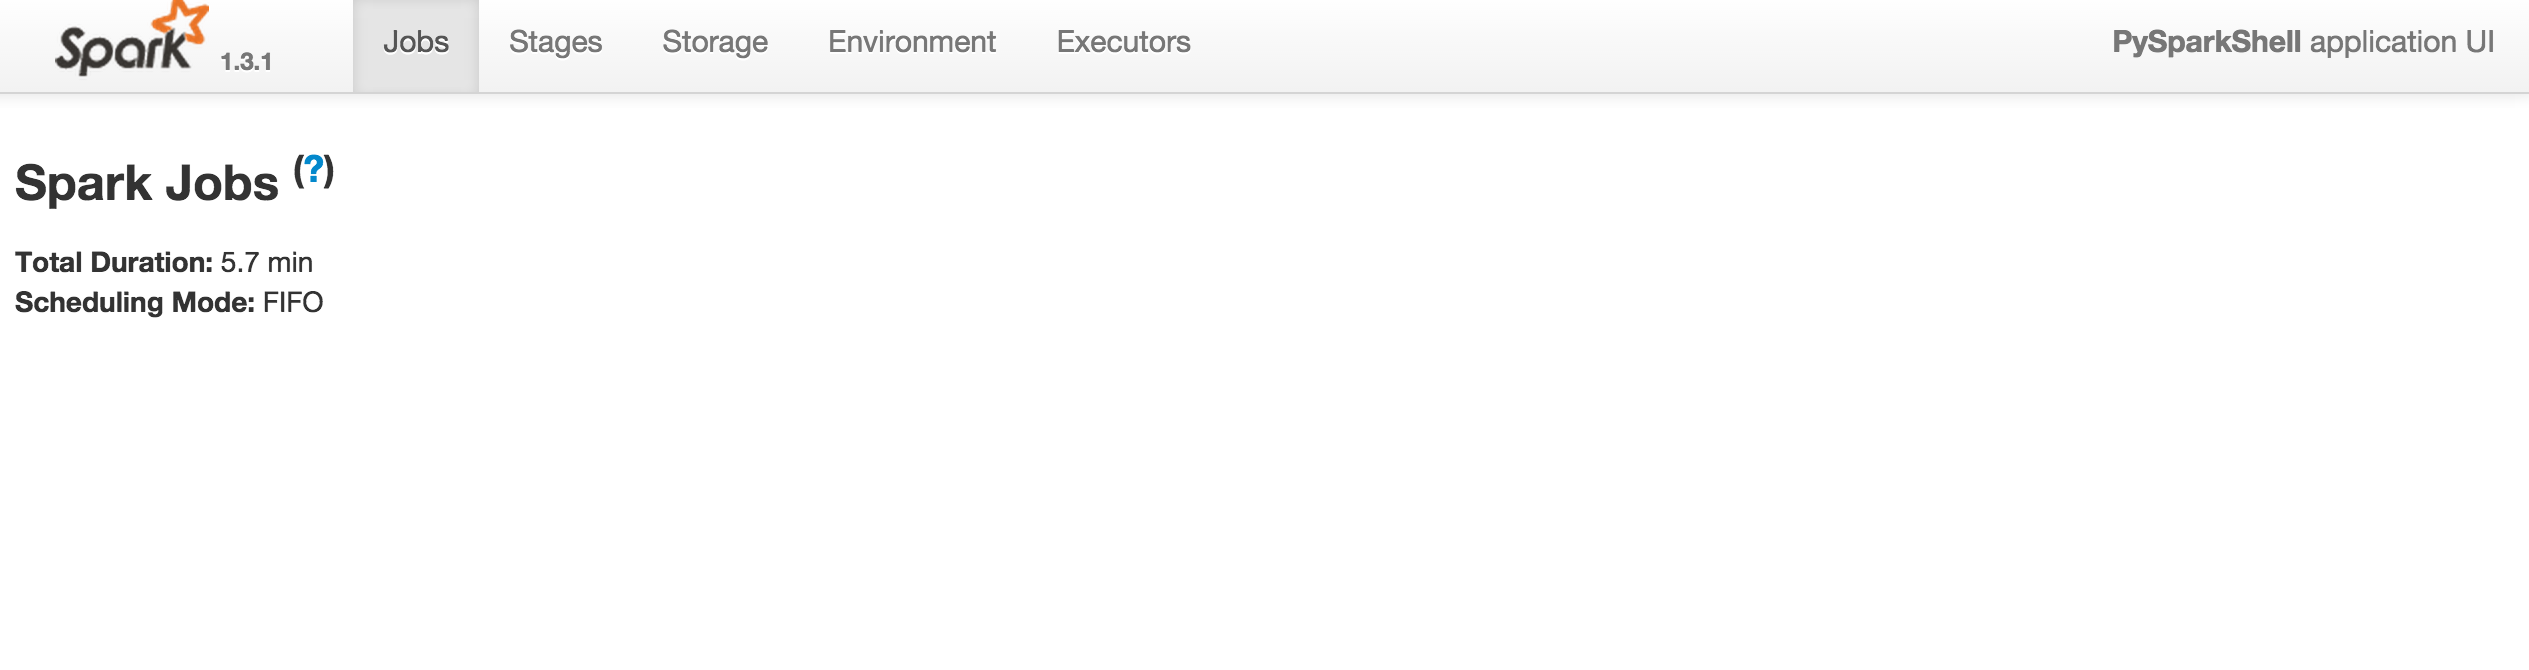 Spark 1.3.1 Jobs Stages Storage Environment Executors PySparkShell application UI
Spark Jobs (?)
Total Duration: 5.7 min
Scheduling Mode: FIFO